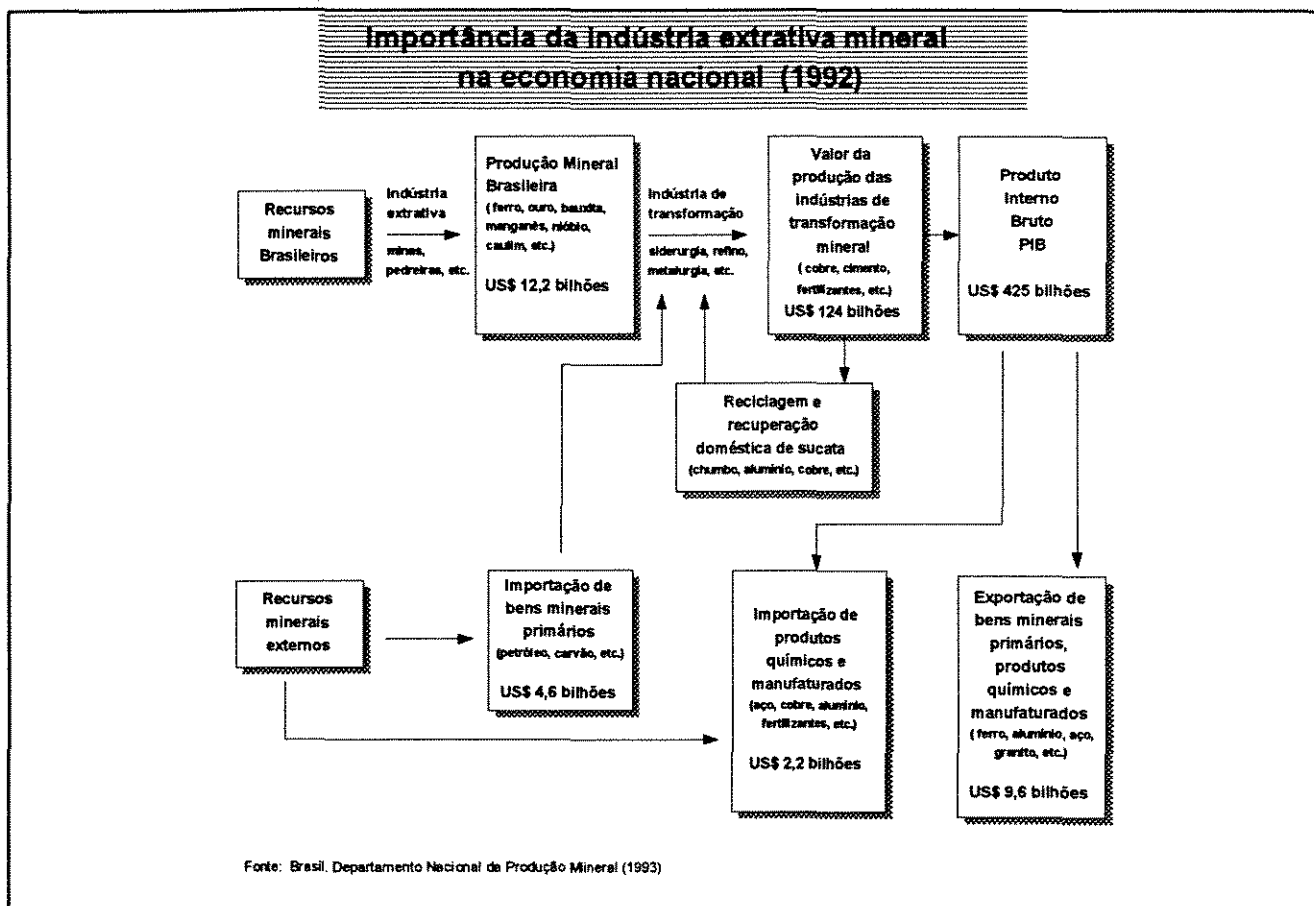 Importância da indústria extrativa mineral
na economia nacional (1992)
Recursos
minerais
Brasileiros
Indústria
extrativa
minas,
pedreiras, etc.
Produção Mineral
Brasileira
( ferro, ouro, bauxita,
manganês, nióbio,
caulim, etc.)
US$ 12,2 bilhões
Indústria de
transformação
siderurgia, refino,
metalurgia, etc.
Valor da
produção das
indústrias de
transformação
mineral
( cobre, cimento,
fertilizantes, etc.)
US$ 124 bilhões
Produto
Interno
Bruto
PIB
US$ 425 bilhões
Reciclagem e
recuperação
doméstica de sucata
(chumbo, alumínio, cobre, etc.)
Recursos
minerais
externos
Importação de
bens minerais
primários
(petróleo, carvão, etc.)
US$ 4,6 bilhões
Importação de
produtos
químicos e
manufaturados
(aço, cobre, alumínio,
fertilizantes, etc.)
US$ 2,2 bilhões
Exportação de
bens minerais
primários,
produtos
químicos e
manufaturados
( ferro, alumínio, aço,
granito, etc.)
US$ 9,6 bilhões
Fonte: Brasil. Departamento Nacional da Produção Mineral (1993)